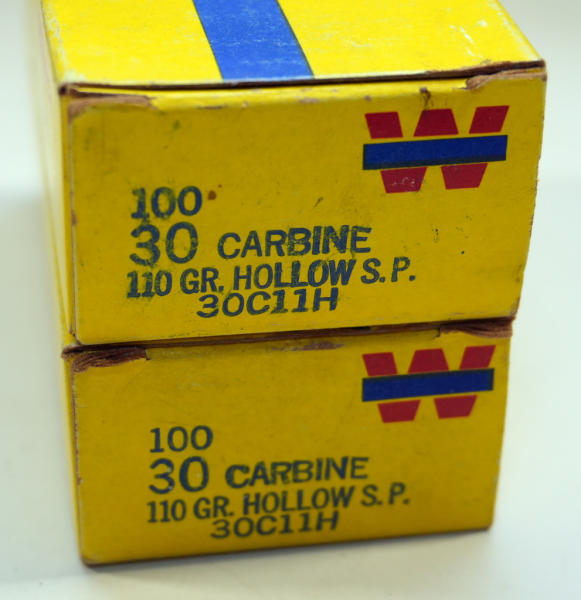 W
100
30 CARBINE
110 GR. HOLLOW S.P.
30C11H
W
100
30 CARBINE
110 GR. HOLLOW S.P.
30C11H